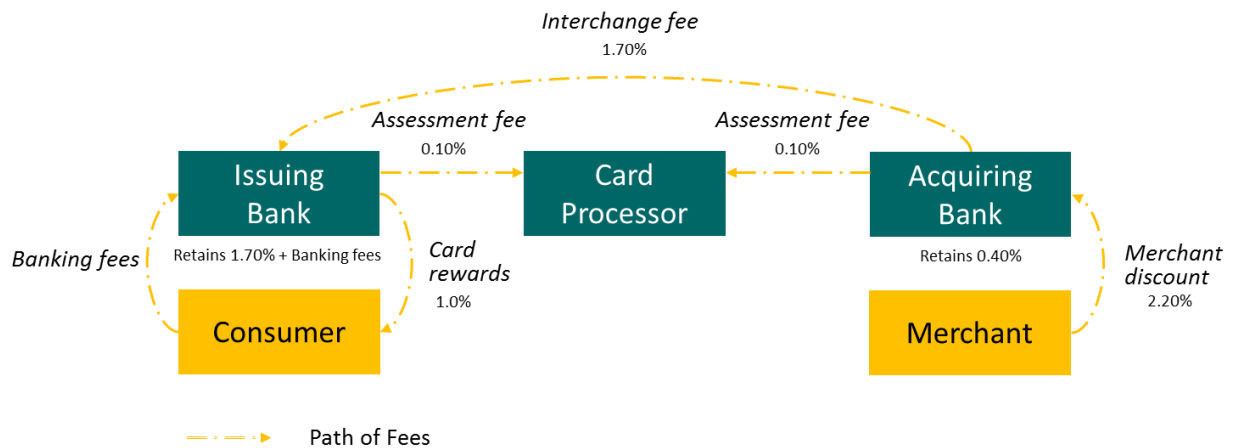 Interchange fee
1.70%
Assessment fee
0.10%
Assessment fee
0.10%
Issuing
Bank
Card
Processor
Acquiring
Bank
Retains 1.70% + Banking fees
Retains 0.40%
Banking fees
Card
rewards
1.0%
Merchant
discount
2.20%
Consumer
Merchant
Path of Fees